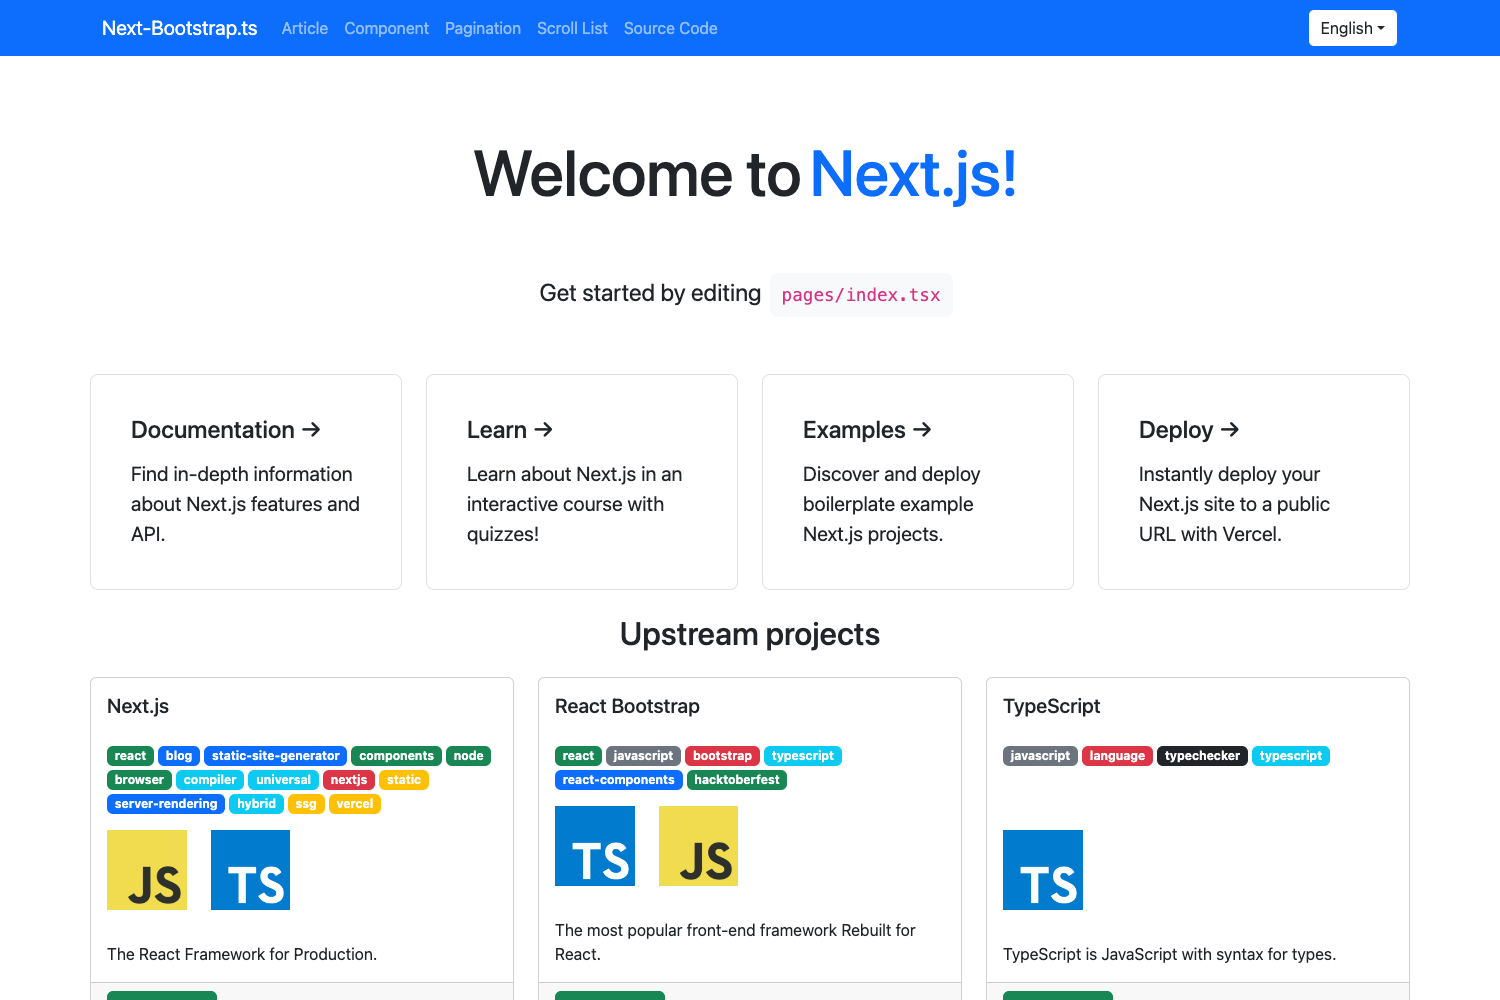 Next-Bootstrap.ts Article Component Pagination Scroll List Source Code English
Welcome to Next.js!
Get started by editing pages/index.tsx
Documentation →
Find in-depth information
about Next.js features and
API.
Learn →
Learn about Next.js in an
interactive course with
quizzes!
Examples →
Discover and deploy
boilerplate example
Next.js projects.
Deploy →
Instantly deploy your
Next.js site to a public
URL with Vercel.
Upstream projects
Next.js
react blog static-site-generator components node
browser compiler universal nextjs static
server-rendering hybrid ssg vercel
JS TS
The React Framework for Production.
React Bootstrap
react javascript bootstrap typescript
react-components hacktoberfest
TS JS
The most popular front-end framework Rebuilt for
React.
TypeScript
javascript language typechecker typescript
TS
TypeScript is JavaScript with syntax for types.